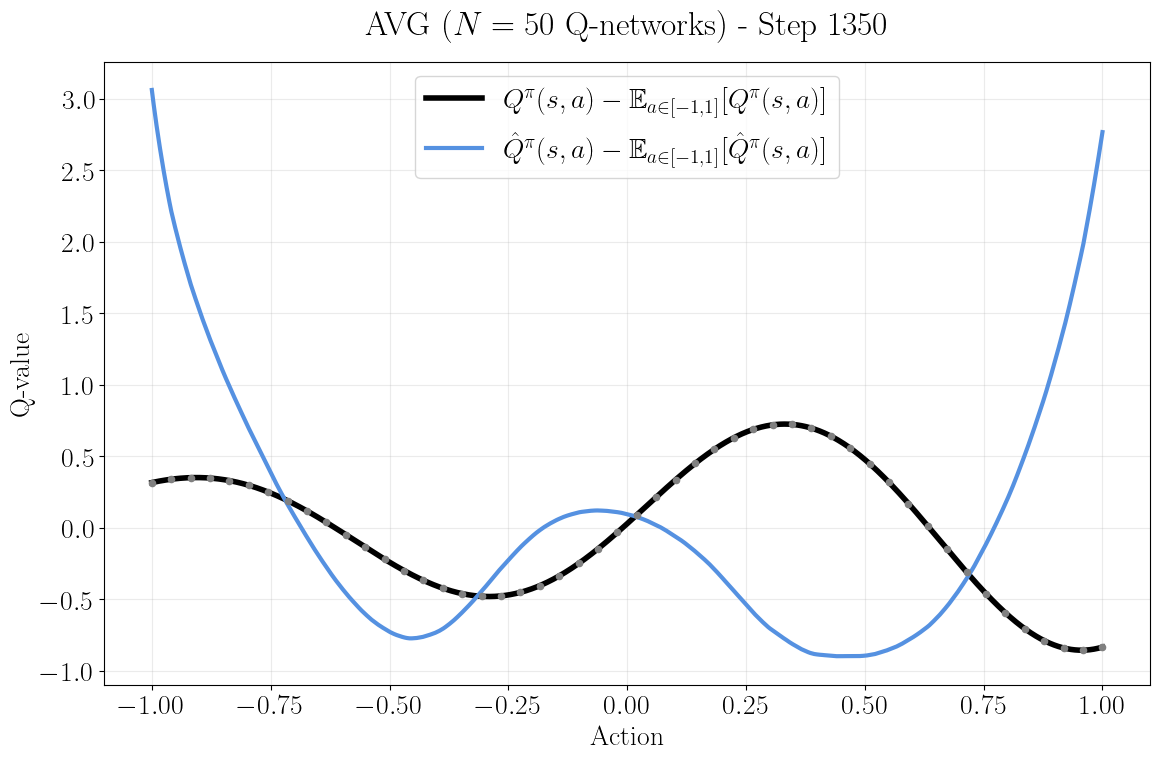 AVG (N = 50 Q-networks) - Step 1350
Q^π(s, a) − 𝔼_{a∈[−1,1]}[Q^π(s, a)]
Q̂^π(s, a) − 𝔼_{a∈[−1,1]}[Q̂^π(s, a)]
Q-value
3.0
2.5
2.0
1.5
1.0
0.5
0.0
−0.5
−1.0
−1.00 −0.75 −0.50 −0.25 0.00 0.25 0.50 0.75 1.00
Action